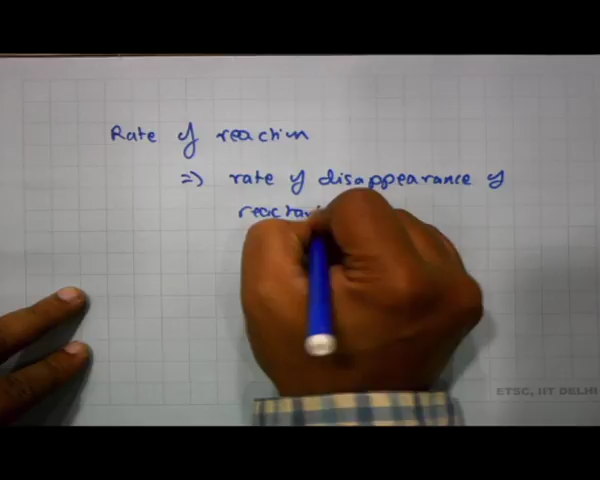 Rate of reaction
=> rate of disappearance of
ETSC, IIT DELHI